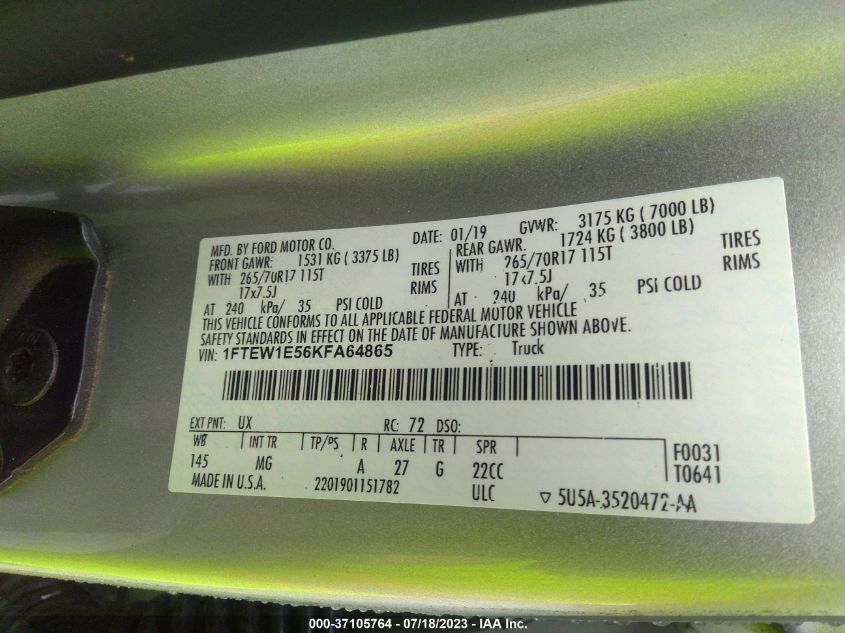 MFD. BY FORD MOTOR CO.
DATE: 01/19 GVWR: 3175 KG ( 7000 LB)
FRONT GAWR: 1531 KG ( 3375 LB) REAR GAWR. 1724 KG ( 3800 LB)
WITH 265/70R17 115T TIRES WITH 265/70R17 115T TIRES
17x7.5J RIMS 17x7.5J RIMS
AT 240 kPa/ 35 PSI COLD AT 240 kPa/ 35 PSI COLD
THIS VEHICLE CONFORMS TO ALL APPLICABLE FEDERAL MOTOR VEHICLE
SAFETY STANDARDS IN EFFECT ON THE DATE OF MANUFACTURE SHOWN ABOVE.
VIN: 1FTEW1E56KFA64865 TYPE: Truck
EXT PNT: UX RC: 72 DSO:
WB INT TR TP/PS R AXLE TR SPR F0031
145 MG A 27 G 22CC T0641
MADE IN U.S.A. 2201901151782 ULC ▽ 5U5A-3520472-AA
000-37105764 - 07/18/2023 - IAA Inc.